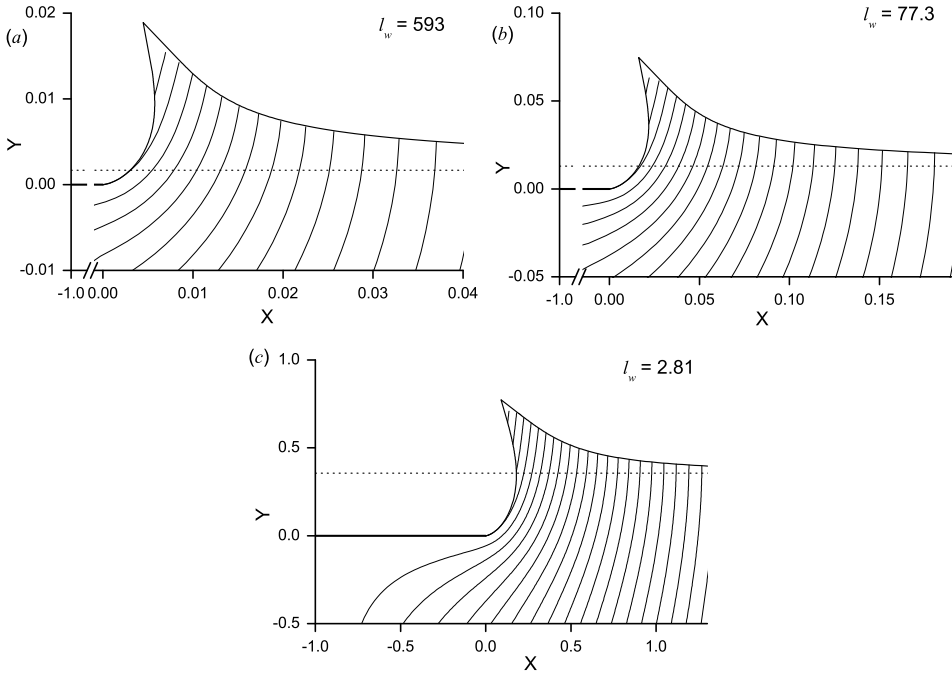 (a)
l_w = 593
0.02
0.01
0.00
-0.01
Y
-1.0 0.00 0.01 0.02 0.03 0.04
X
(b)
l_w = 77.3
0.10
0.05
0.00
-0.05
Y
-1.0 0.00 0.05 0.10 0.15
X
(c)
l_w = 2.81
1.0
0.5
0.0
-0.5
Y
-1.0 -0.5 0.0 0.5 1.0
X